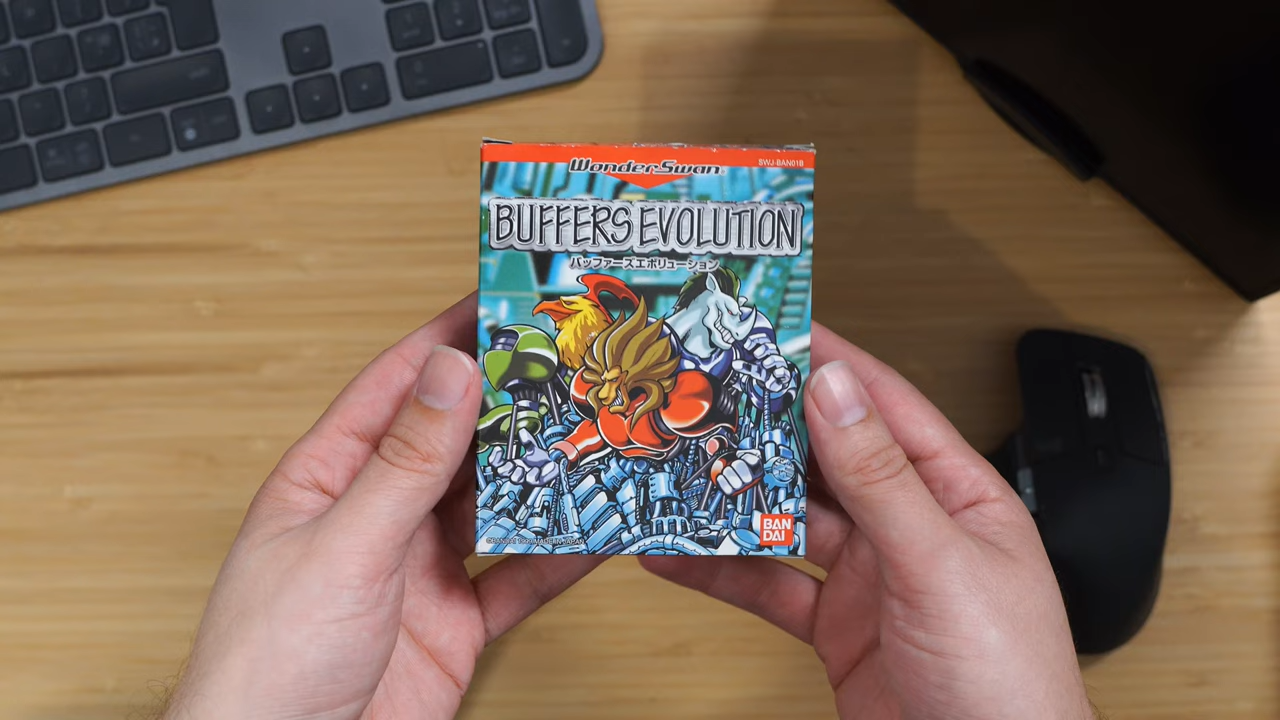 WonderSwan
SWJ-BAN01B
BUFFERS EVOLUTION
バッファーズエボリューション
BAN
DAI